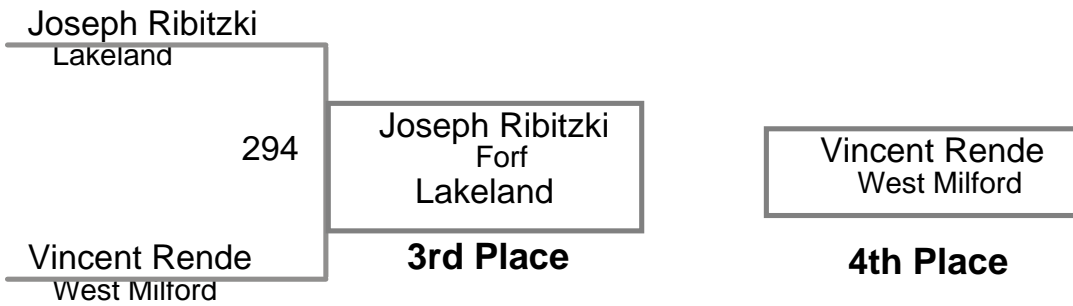 Joseph Ribitzki
Lakeland
294
Vincent Rende
West Milford
Joseph Ribitzki
Forf
Lakeland
3rd Place
Vincent Rende
West Milford
4th Place